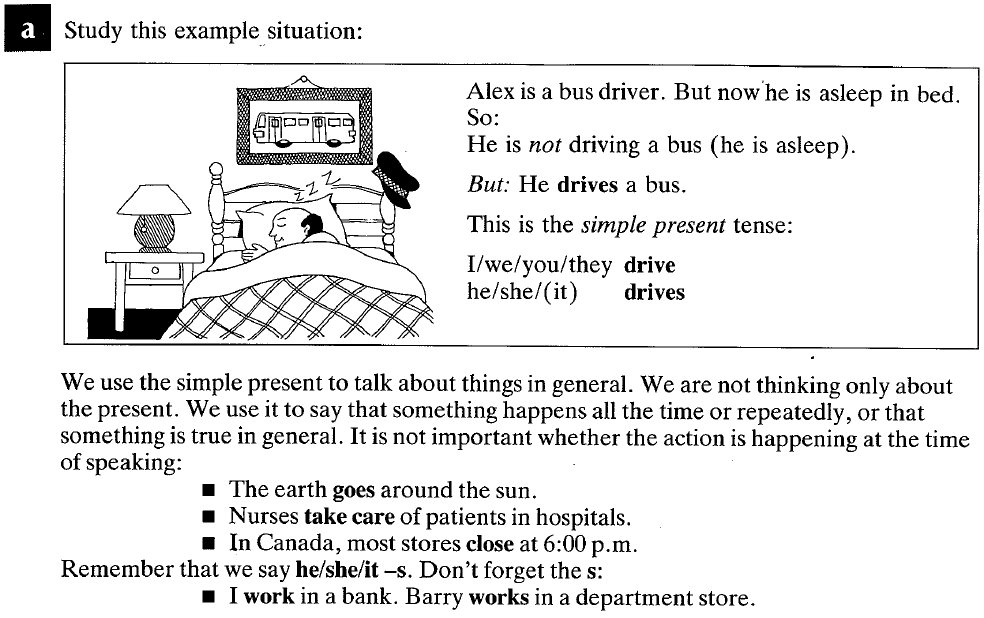 a Study this example situation:
Alex is a bus driver. But now he is asleep in bed.
So:
He is not driving a bus (he is asleep).
But: He drives a bus.
This is the simple present tense:
I/we/you/they drive
he/she/(it) drives
z z z
We use the simple present to talk about things in general. We are not thinking only about
the present. We use it to say that something happens all the time or repeatedly, or that
something is true in general. It is not important whether the action is happening at the time
of speaking:
■ The earth goes around the sun.
■ Nurses take care of patients in hospitals.
■ In Canada, most stores close at 6:00 p.m.
Remember that we say he/she/it –s. Don't forget the s:
■ I work in a bank. Barry works in a department store.